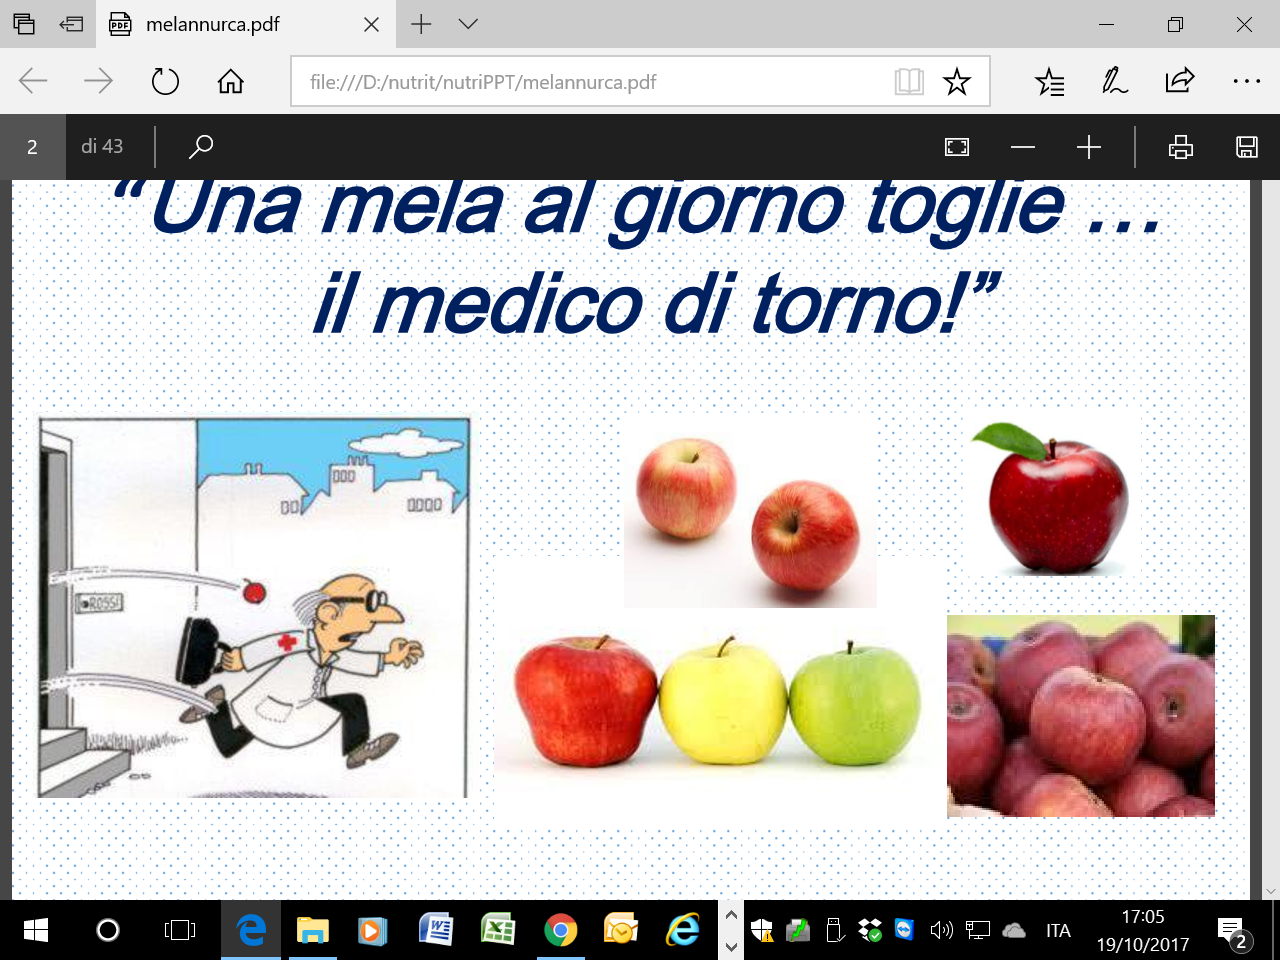 melannurca.pdf
file:///D:/nutrit/nutriPPT/melannurca.pdf
2 di 43
“Una mela al giorno toglie …
il medico di torno!”
ROSSI
ITA
17:05
19/10/2017
2